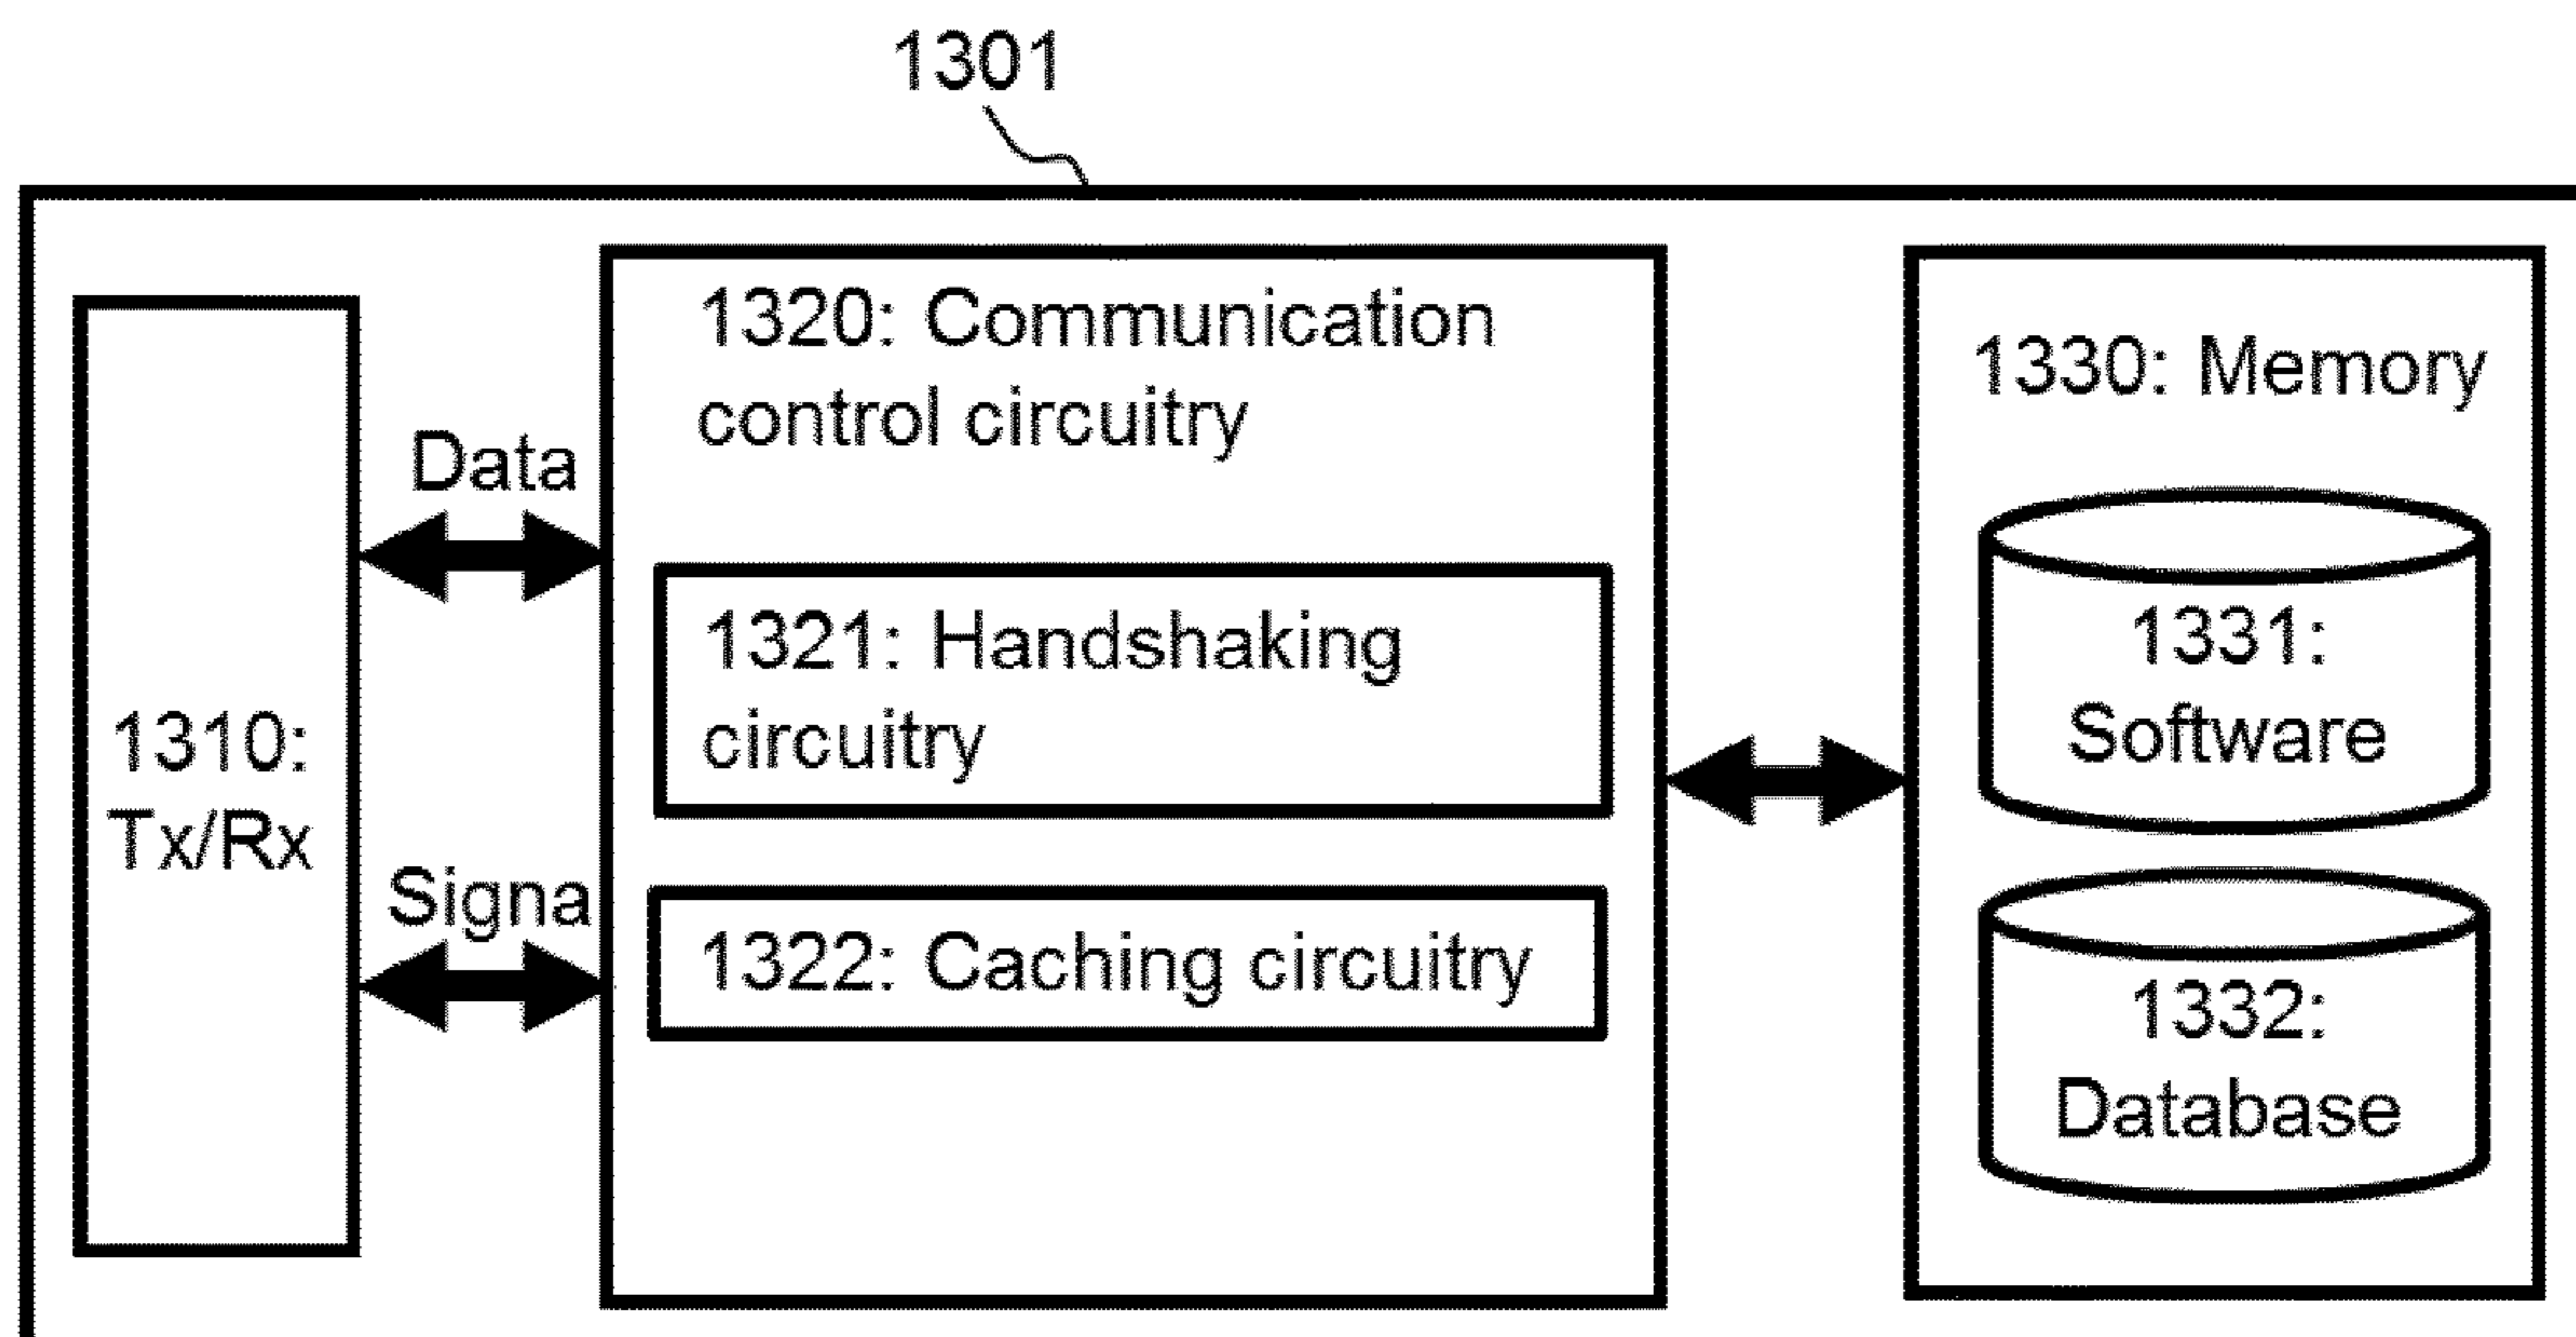 1301
1310:
Tx/Rx
Data
Signa
1320: Communication
control circuitry
1321: Handshaking
circuitry
1322: Caching circuitry
1330: Memory
1331:
Software
1332:
Database